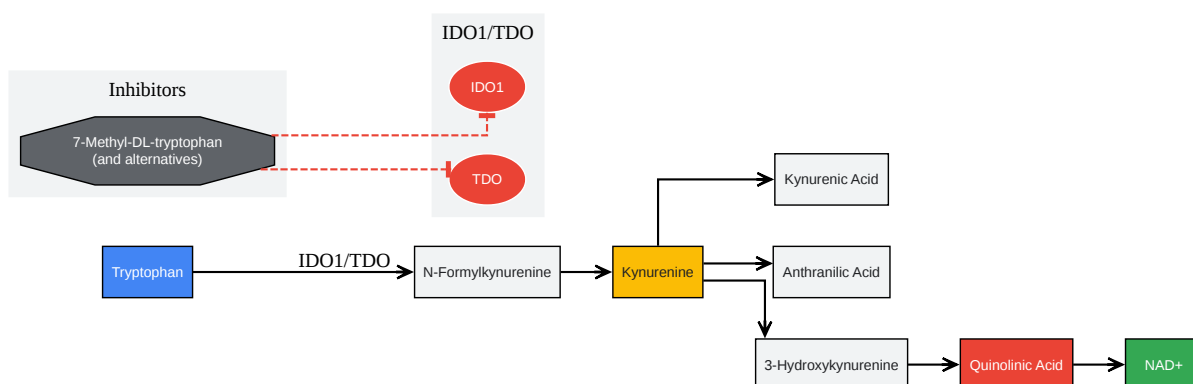 IDO1/TDO
IDO1
Inhibitors
7-Methyl-DL-tryptophan
(and alternatives)
TDO
Kynurenic Acid
Tryptophan
IDO1/TDO
N-Formylkynurenine
Kynurenine
Anthranilic Acid
3-Hydroxykynurenine
Quinolinic Acid
NAD+